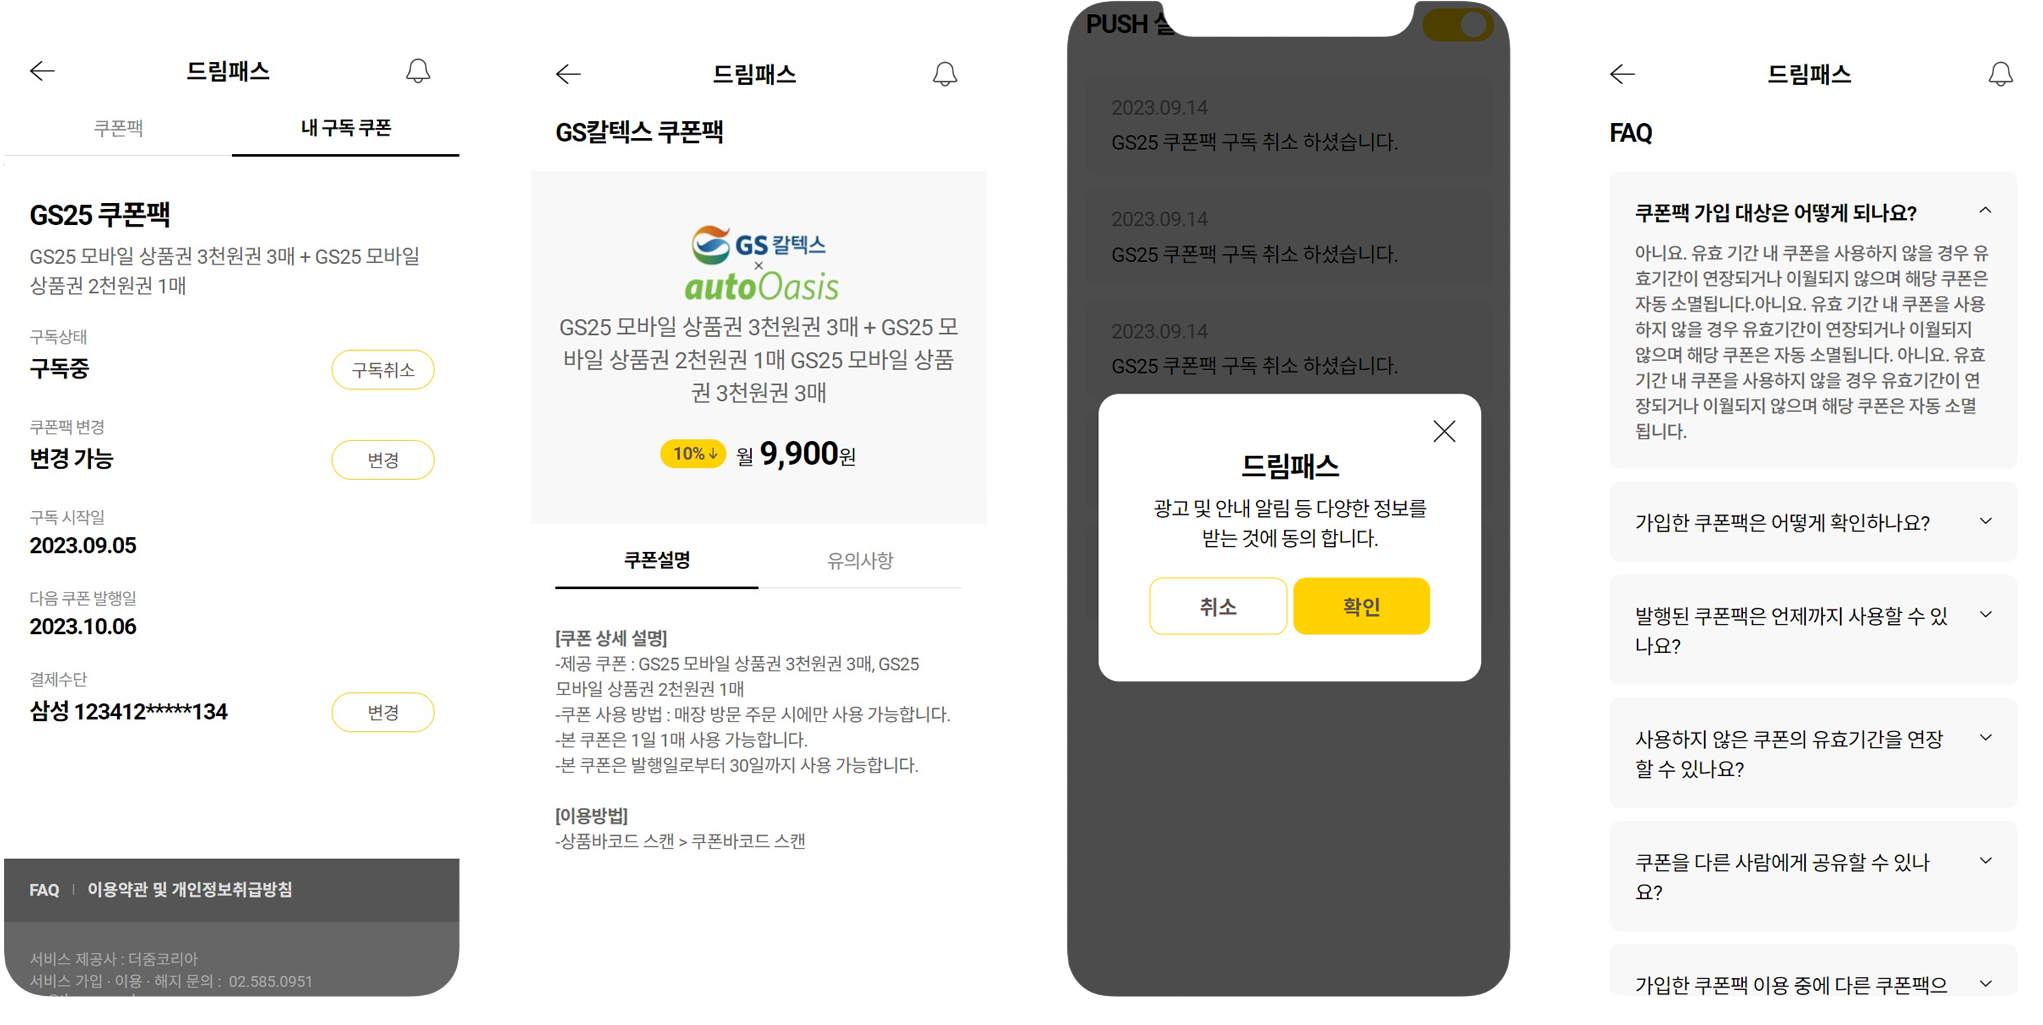 드림패스
쿠폰팩
내 구독 쿠폰
GS25 쿠폰팩
GS25 모바일 상품권 3천원권 3매 + GS25 모바일
상품권 2천원권 1매
구독상태
구독중
구독취소
쿠폰팩 변경
변경 가능
변경
구독 시작일
2023.09.05
다음 쿠폰 발행일
2023.10.06
결제수단
삼성 123412*****134
변경
FAQ | 이용약관 및 개인정보취급방침
서비스 제공사 : 더줌코리아
서비스 가입 · 이용 · 해지 문의 : 02.585.0951
드림패스
GS칼텍스 쿠폰팩
GS 칼텍스
×
autoOasis
GS25 모바일 상품권 3천원권 3매 + GS25 모
바일 상품권 2천원권 1매 GS25 모바일 상품
권 3천원권 3매
10%↓ 월 9,900원
쿠폰설명
유의사항
[쿠폰 상세 설명]
-제공 쿠폰 : GS25 모바일 상품권 3천원권 3매, GS25
모바일 상품권 2천원권 1매
-쿠폰 사용 방법 : 매장 방문 주문 시에만 사용 가능합니다.
-본 쿠폰은 1일 1매 사용 가능합니다.
-본 쿠폰은 발행일로부터 30일까지 사용 가능합니다.
[이용방법]
-상품바코드 스캔 > 쿠폰바코드 스캔
PUSH
2023.09.14
GS25 쿠폰팩 구독 취소 하셨습니다.
2023.09.14
GS25 쿠폰팩 구독 취소 하셨습니다.
2023.09.14
GS25 쿠폰팩 구독 취소 하셨습니다.
드림패스
광고 및 안내 알림 등 다양한 정보를
받는 것에 동의 합니다.
취소
확인
드림패스
FAQ
쿠폰팩 가입 대상은 어떻게 되나요?
아니요. 유효 기간 내 쿠폰을 사용하지 않을 경우 유
효기간이 연장되거나 이월되지 않으며 해당 쿠폰은
자동 소멸됩니다.아니요. 유효 기간 내 쿠폰을 사용
하지 않을 경우 유효기간이 연장되거나 이월되지
않으며 해당 쿠폰은 자동 소멸됩니다. 아니요. 유효
기간 내 쿠폰을 사용하지 않을 경우 유효기간이 연
장되거나 이월되지 않으며 해당 쿠폰은 자동 소멸
됩니다.
가입한 쿠폰팩은 어떻게 확인하나요?
발행된 쿠폰팩은 언제까지 사용할 수 있
나요?
사용하지 않은 쿠폰의 유효기간을 연장
할 수 있나요?
쿠폰을 다른 사람에게 공유할 수 있나
요?
가입한 쿠폰팩 이용 중에 다른 쿠폰팩으